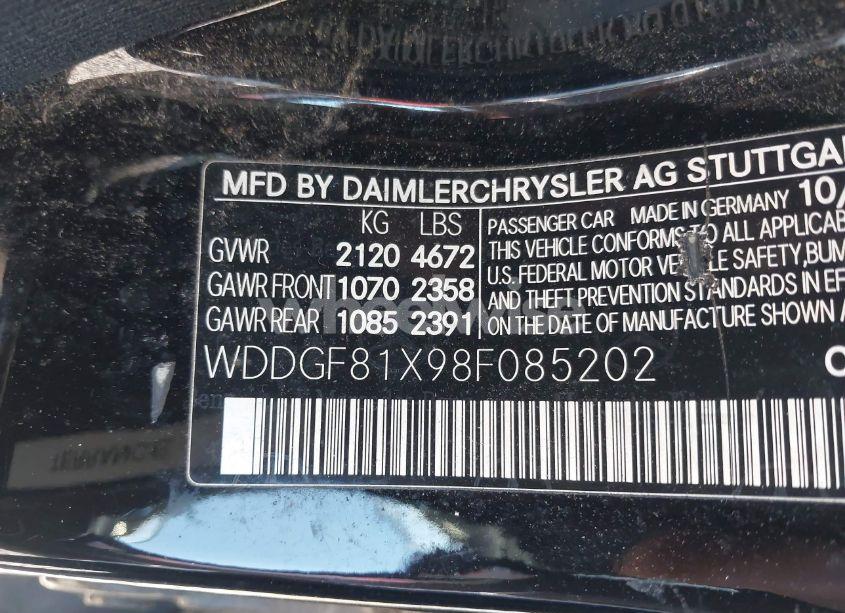 MFD BY DAIMLERCHRYSLER AG STUTTGA
KG LBS
GVWR 2120 4672
GAWR FRONT 1070 2358
GAWR REAR 1085 2391
PASSENGER CAR MADE IN GERMANY 10/
THIS VEHICLE CONFORMS TO ALL APPLICAB
U.S. FEDERAL MOTOR VE LE SAFETY, BUM
AND THEFT PREVENTION STANDARDS IN EF
ON THE DATE OF MANUFACTURE SHOWN A
WDDGF81X98F085202